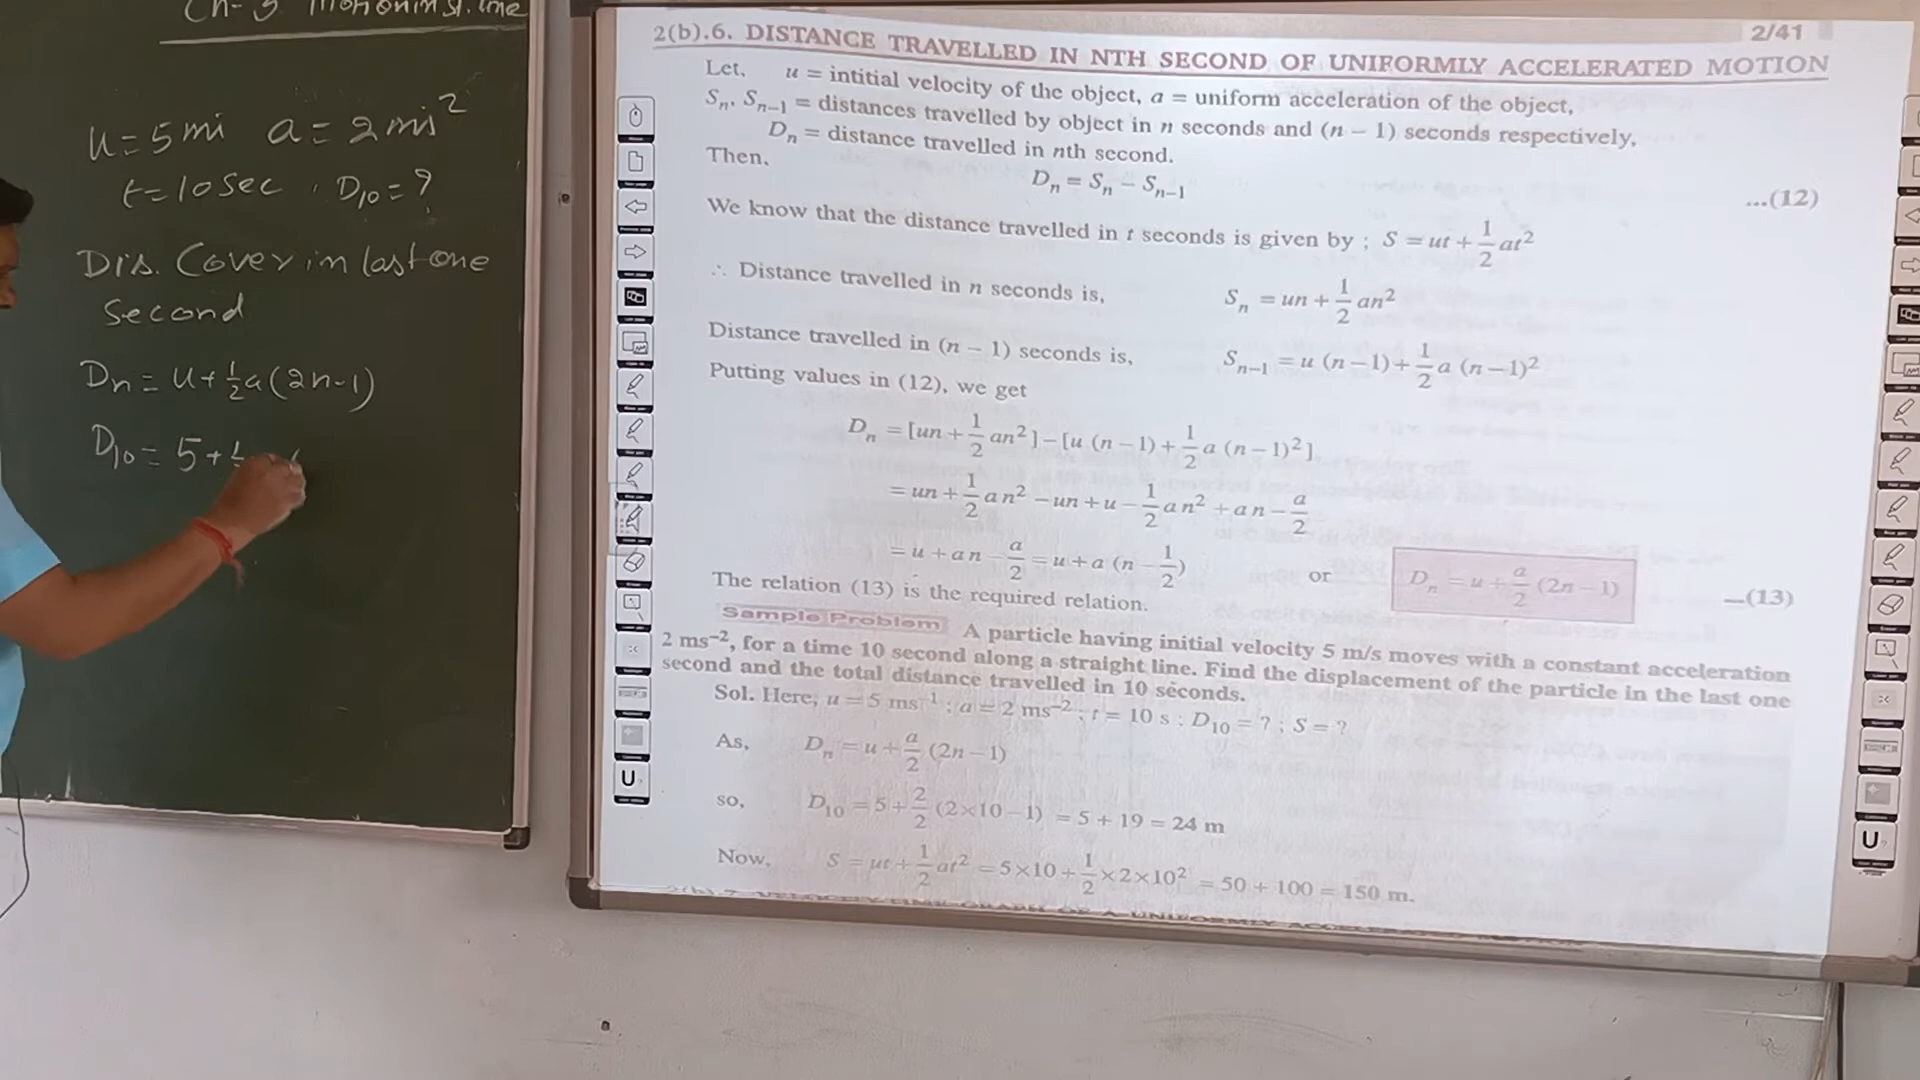 u = 5 m/s a = 2 m/s²
t = 10 sec , D₁₀ = ?
Dis. Cover in last one
second
Dₙ = u + ½a(2n-1)
D₁₀ = 5 + ½
2(b).6. DISTANCE TRAVELLED IN NTH SECOND OF UNIFORMLY ACCELERATED MOTION
2/41
Let, u = intitial velocity of the object, a = uniform acceleration of the object,
Sₙ, Sₙ₋₁ = distances travelled by object in n seconds and (n − 1) seconds respectively,
Dₙ = distance travelled in nth second.
Then,
Dₙ = Sₙ − Sₙ₋₁ ...(12)
We know that the distance travelled in t seconds is given by ; S = ut + 1/2 at²
∴ Distance travelled in n seconds is, Sₙ = un + 1/2 an²
Distance travelled in (n − 1) seconds is, Sₙ₋₁ = u (n − 1) + 1/2 a (n − 1)²
Putting values in (12), we get
Dₙ = [un + 1/2 an²] − [u (n − 1) + 1/2 a (n − 1)²]
= un + 1/2 an² − un + u − 1/2 an² + an − a/2
= u + an − a/2 = u + a (n − 1/2) or Dₙ = u + a/2 (2n − 1) —(13)
The relation (13) is the required relation.
Sample Problem A particle having initial velocity 5 m/s moves with a constant acceleration
2 ms⁻², for a time 10 second along a straight line. Find the displacement of the particle in the last one
second and the total distance travelled in 10 seconds.
Sol. Here, u = 5 ms⁻¹ ; a = 2 ms⁻² ; t = 10 s ; D₁₀ = ? ; S = ?
As, Dₙ = u + a/2 (2n − 1)
so, D₁₀ = 5 + 2/2 (2×10 − 1) = 5 + 19 = 24 m
Now, S = ut + 1/2 at² = 5×10 + 1/2 ×2×10² = 50 + 100 = 150 m.